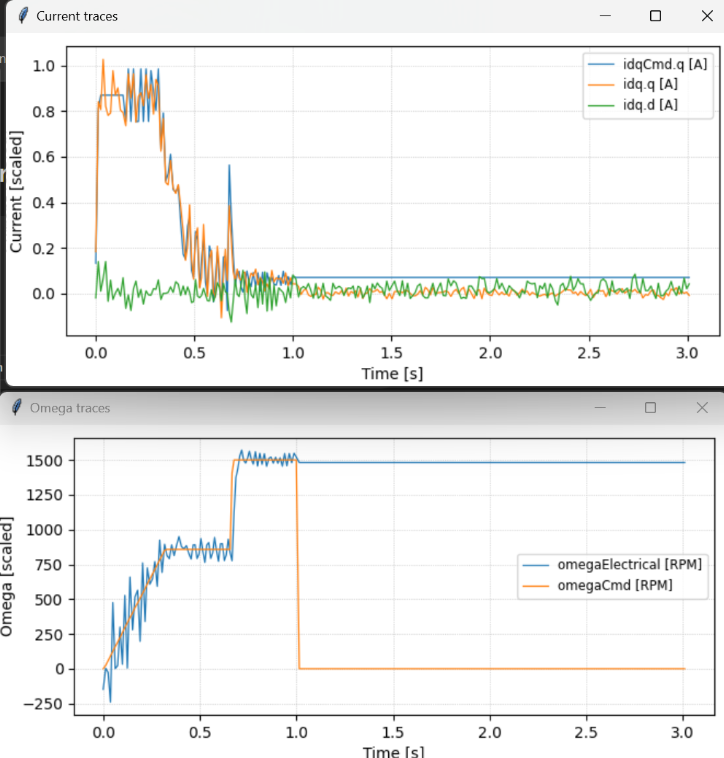 Current traces
1.0
0.8
0.6
0.4
0.2
0.0
Current [scaled]
idqCmd.q [A]
idq.q [A]
idq.d [A]
0.0 0.5 1.0 1.5 2.0 2.5 3.0
Time [s]
Omega traces
1500
1250
1000
750
500
250
0
−250
Omega [scaled]
omegaElectrical [RPM]
omegaCmd [RPM]
0.0 0.5 1.0 1.5 2.0 2.5 3.0
Time [s]